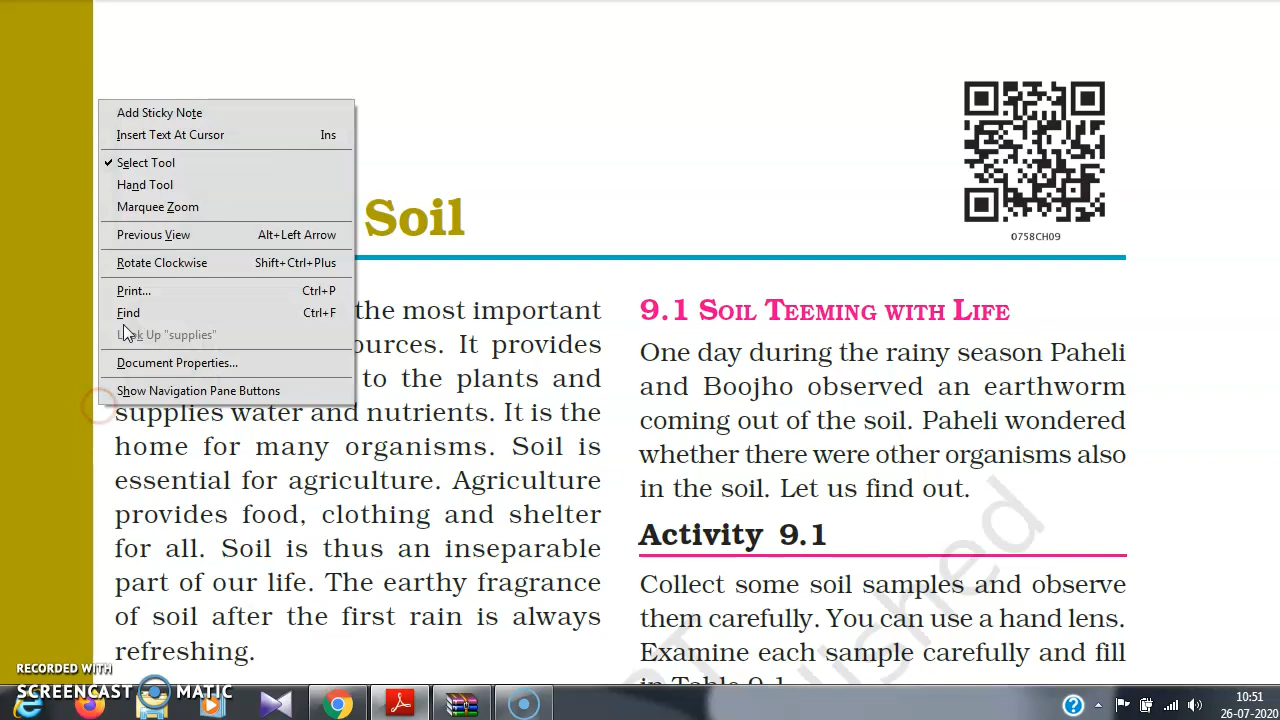 Add Sticky Note
Insert Text At Cursor Ins
Select Tool
Hand Tool
Marquee Zoom
Previous View Alt+Left Arrow
Rotate Clockwise Shift+Ctrl+Plus
Print... Ctrl+P
Find Ctrl+F
Up "supplies"
Document Properties...
Show Navigation Pane Buttons
Soil
0758CH09
the most important
It provides
to the plants and
supplies water and nutrients. It is the
home for many organisms. Soil is
essential for agriculture. Agriculture
provides food, clothing and shelter
for all. Soil is thus an inseparable
part of our life. The earthy fragrance
of soil after the first rain is always
refreshing.
9.1 SOIL TEEMING WITH LIFE
One day during the rainy season Paheli
and Boojho observed an earthworm
coming out of the soil. Paheli wondered
whether there were other organisms also
in the soil. Let us find out.
Activity 9.1
Collect some soil samples and observe
them carefully. You can use a hand lens.
Examine each sample carefully and fill
in Table 9.1
RECORDED WITH
SCREENCAST MATIC
10:51
26-07-2020